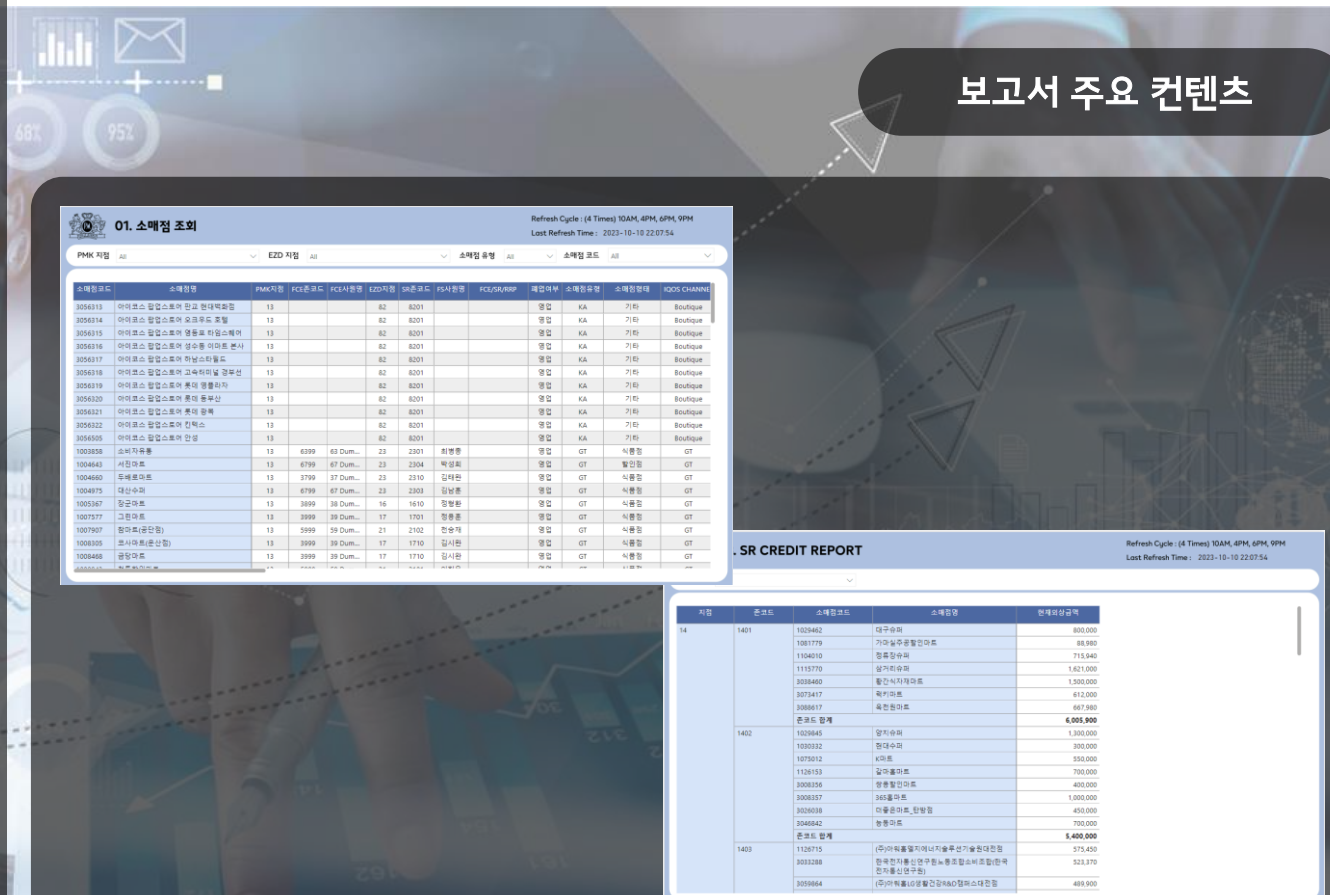 보고서 주요 컨텐츠
68%
95%
01. 소매점 조회
Refresh Cycle : (4 Times) 10AM, 4PM, 6PM, 9PM
Last Refresh Time : 2023-10-10 22:07:54
PMK 지점 All EZD 지점 All 소매점 유형 All 소매점 코드 All
소매점코드 소매점명 PMK지점 FCE존코드 FCE사원명 EZD지점 SR존코드 FS사원명 FCE/SR/RRP 폐업여부 소매점유형 소매점형태 IQOS CHANNE
3056313 아이코스 팝업스토어 판교 현대백화점 13 82 8201 영업 KA 기타 Boutique
3056314 아이코스 팝업스토어 오크우드 호텔 13 82 8201 영업 KA 기타 Boutique
3056315 아이코스 팝업스토어 영등포 타임스퀘어 13 82 8201 영업 KA 기타 Boutique
3056316 아이코스 팝업스토어 성수동 이마트 본사 13 82 8201 영업 KA 기타 Boutique
3056317 아이코스 팝업스토어 하남스타필드 13 82 8201 영업 KA 기타 Boutique
3056318 아이코스 팝업스토어 고속터미널 경부선 13 82 8201 영업 KA 기타 Boutique
3056319 아이코스 팝업스토어 롯데 영플라자 13 82 8201 영업 KA 기타 Boutique
3056320 아이코스 팝업스토어 롯데 동부산 13 82 8201 영업 KA 기타 Boutique
3056321 아이코스 팝업스토어 롯데 광복 13 82 8201 영업 KA 기타 Boutique
3056322 아이코스 팝업스토어 킨텍스 13 82 8201 영업 KA 기타 Boutique
3056505 아이코스 팝업스토어 안성 13 82 8201 영업 KA 기타 Boutique
1003858 소비자유통 13 6399 63 Dum... 23 2301 최병종 영업 GT 식품점 GT
1004643 서진마트 13 6799 67 Dum... 23 2304 박성희 영업 GT 할인점 GT
1004660 두배로마트 13 3799 37 Dum... 23 2310 김태완 영업 GT 식품점 GT
1004975 대산수퍼 13 6799 67 Dum... 23 2303 김남훈 영업 GT 식품점 GT
1005367 장군마트 13 3899 38 Dum... 16 1610 정형환 영업 GT 식품점 GT
1007577 그린마트 13 3999 39 Dum... 17 1701 정종훈 영업 GT 식품점 GT
1007907 참마트(공단점) 13 5999 59 Dum... 21 2102 전승재 영업 GT 식품점 GT
1008305 코사마트(운산점) 13 3999 39 Dum... 17 1710 김시완 영업 GT 식품점 GT
1008468 금당마트 13 3999 39 Dum... 17 1710 김시완 영업 GT 식품점 GT
. SR CREDIT REPORT
Refresh Cycle : (4 Times) 10AM, 4PM, 6PM, 9PM
Last Refresh Time : 2023-10-10 22:07:54
지점 존코드 소매점코드 소매점명 현재외상금액
14 1401 1029462 대구슈퍼 800,000
1061779 가마실주공할인마트 88,980
1104010 정류장슈퍼 715,940
1115770 삼거리슈퍼 1,621,000
3038460 황간식자재마트 1,500,000
3073417 럭키마트 612,000
3088617 옥천원마트 667,980
존코드 합계 6,005,900
1402 1029845 양지슈퍼 1,300,000
1030332 현대수퍼 300,000
1075012 K마트 550,000
1126153 갈마홈마트 700,000
3008356 쌍용할인마트 400,000
3008357 365홈마트 1,000,000
3026038 더좋은마트_탄방점 450,000
3046842 농통마트 700,000
존코드 합계 5,400,000
1403 1126715 (주)아워홈엘지에너지솔루션기술원대전점 575,450
3033288 한국전자통신연구원노동조합소비조합(한국 523,370
전자통신연구원)
3059864 (주)아워홈LG생활건강R&D캠퍼스대전점 489,900